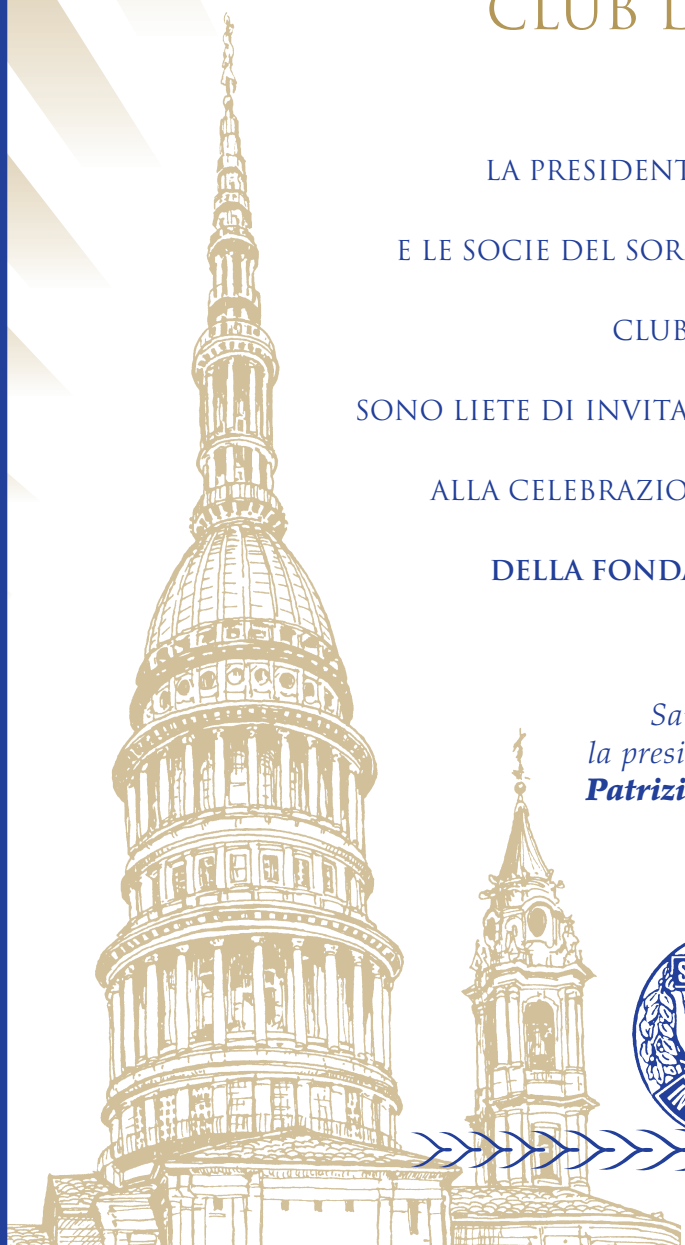 CLUB
LA PRESIDENT
E LE SOCIE DEL SOR
CLUB
SONO LIETE DI INVITA
ALLA CELEBRAZIO
DELLA FONDA
Sa
la presi
Patrizi
S